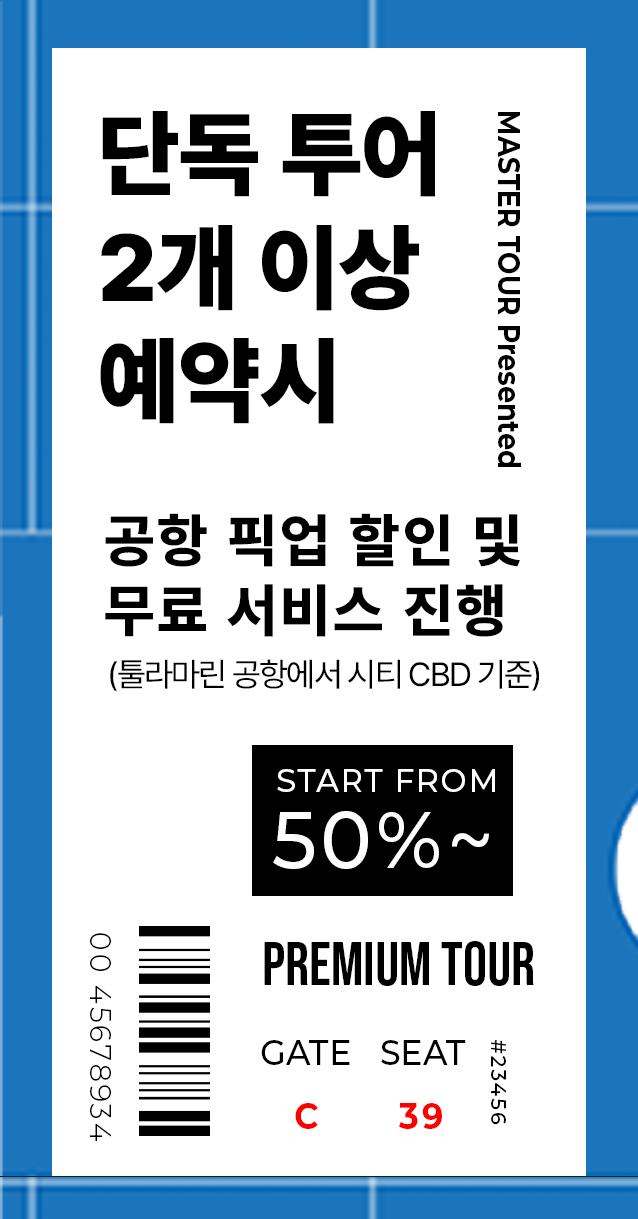 단독 투어
2개 이상
예약시
MASTER TOUR Presented
공항 픽업 할인 및
무료 서비스 진행
(툴라마린 공항에서 시티 CBD 기준)
START FROM
50%~
00 45678934
PREMIUM TOUR
GATE SEAT
C 39
#23456